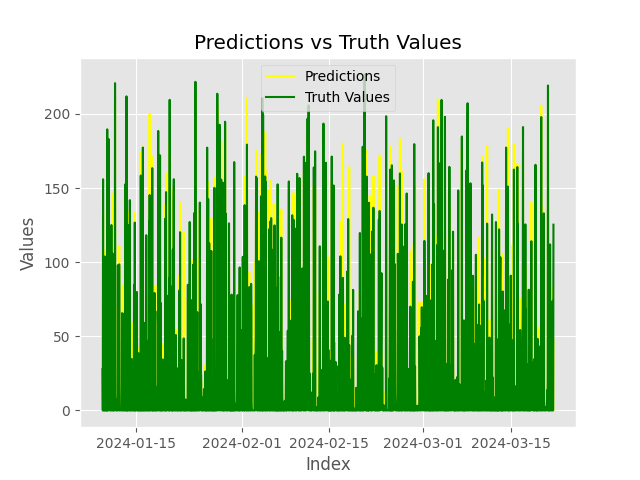 Predictions vs Truth Values
Predictions
Truth Values
Values
200
150
100
50
0
2024-01-15 2024-02-01 2024-02-15 2024-03-01 2024-03-15
Index